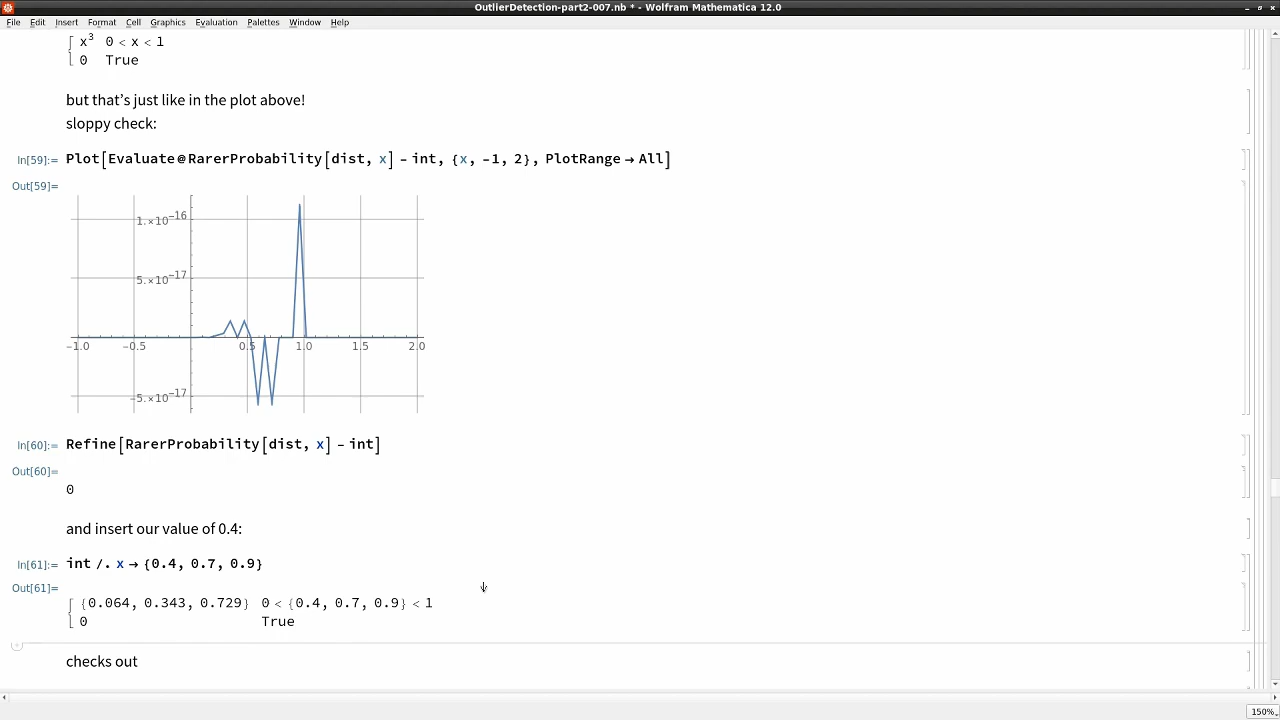 OutlierDetection-part2-007.nb * - Wolfram Mathematica 12.0
File Edit Insert Format Cell Graphics Evaluation Palettes Window Help
x³ 0 < x < 1
0 True
but that's just like in the plot above!
sloppy check:
In[59]:= Plot[Evaluate@RarerProbability[dist, x] - int, {x, -1, 2}, PlotRange → All]
Out[59]=
1.×10⁻¹⁶
5.×10⁻¹⁷
-1.0 -0.5 0.5 1.0 1.5 2.0
-5.×10⁻¹⁷
In[60]:= Refine[RarerProbability[dist, x] - int]
Out[60]=
0
and insert our value of 0.4:
In[61]:= int /. x → {0.4, 0.7, 0.9}
Out[61]=
{0.064, 0.343, 0.729} 0 < {0.4, 0.7, 0.9} < 1
0 True
checks out
150%